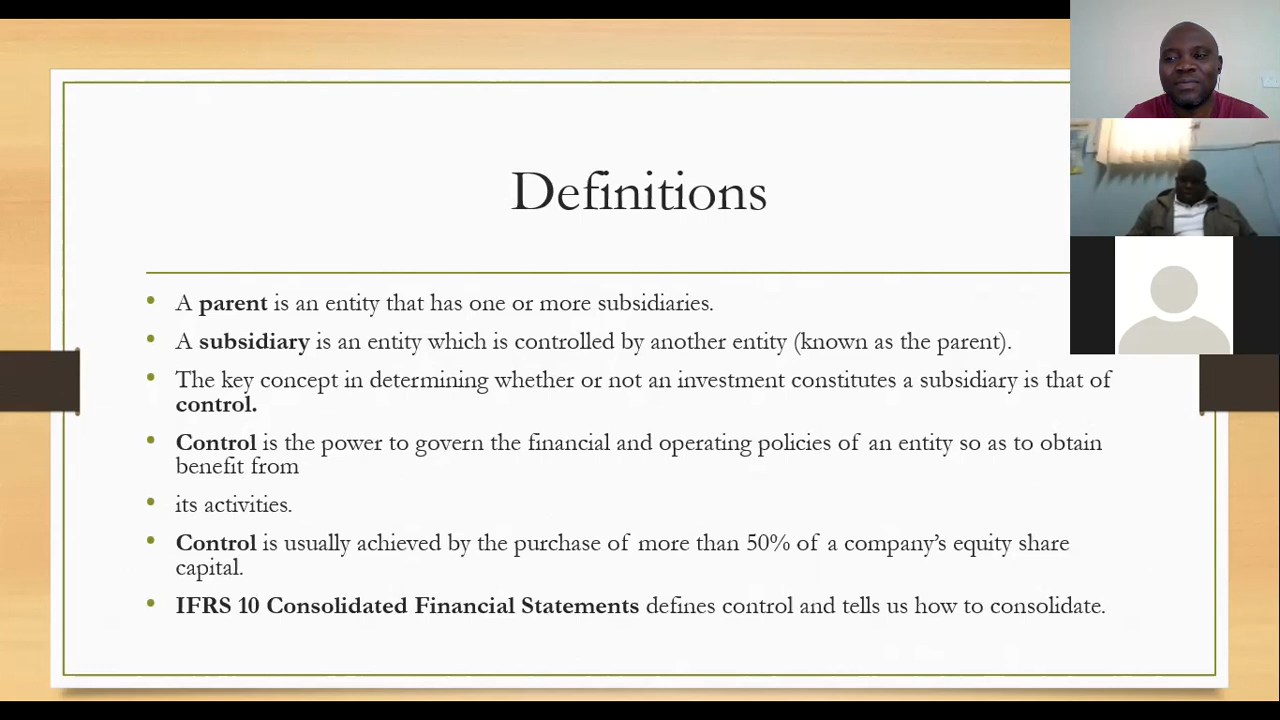 Definitions
• A parent is an entity that has one or more subsidiaries.
• A subsidiary is an entity which is controlled by another entity (known as the parent).
• The key concept in determining whether or not an investment constitutes a subsidiary is that of
control.
• Control is the power to govern the financial and operating policies of an entity so as to obtain
benefit from
• its activities.
• Control is usually achieved by the purchase of more than 50% of a company’s equity share
capital.
• IFRS 10 Consolidated Financial Statements defines control and tells us how to consolidate.